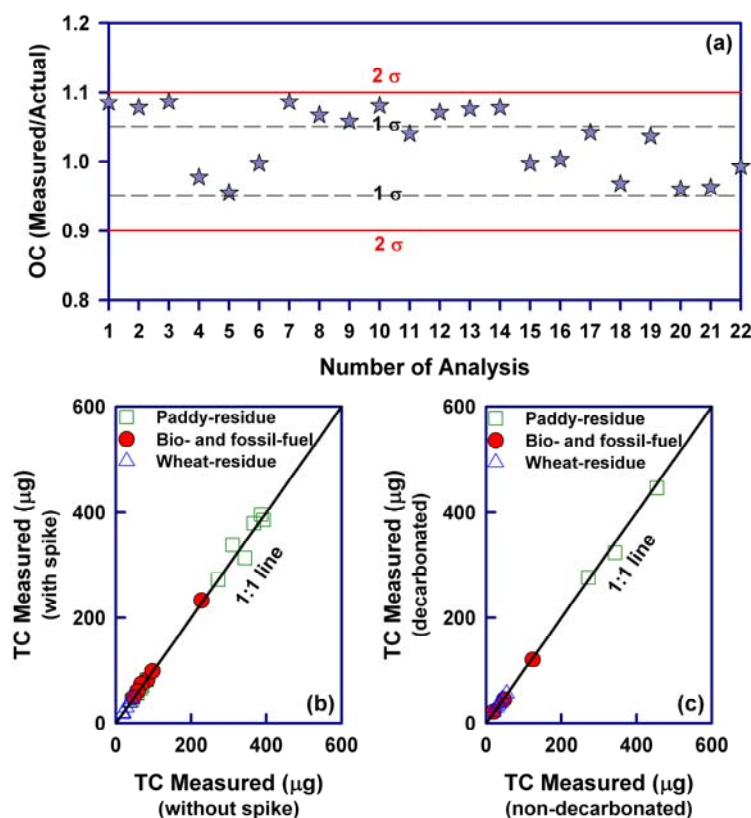 (a)
1.2
2 σ
1.1
1 σ
1.0
1 σ
0.9
2 σ
0.8
OC (Measured/Actual)
1 2 3 4 5 6 7 8 9 10 11 12 13 14 15 16 17 18 19 20 21 22
Number of Analysis
600
Paddy-residue
Bio- and fossil-fuel
Wheat-residue
400
200
0
1:1 line
(b)
TC Measured (μg)
(with spike)
0 200 400 600
TC Measured (μg)
(without spike)
600
Paddy-residue
Bio- and fossil-fuel
Wheat-residue
400
200
0
1:1 line
(c)
TC Measured (μg)
(decarbonated)
0 200 400 600
TC Measured (μg)
(non-decarbonated)